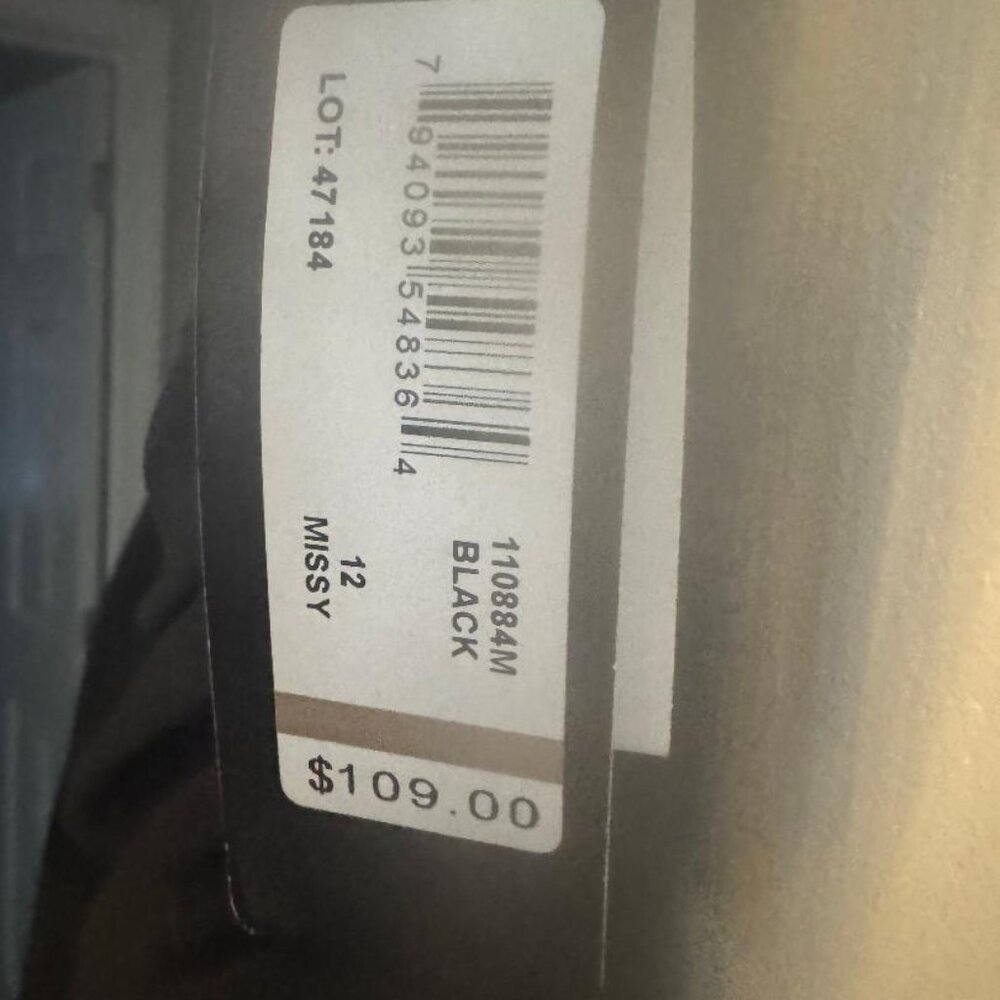 110884M
BLACK
12
MISSY
7 94093 54836 4
LOT: 47184
$109.00